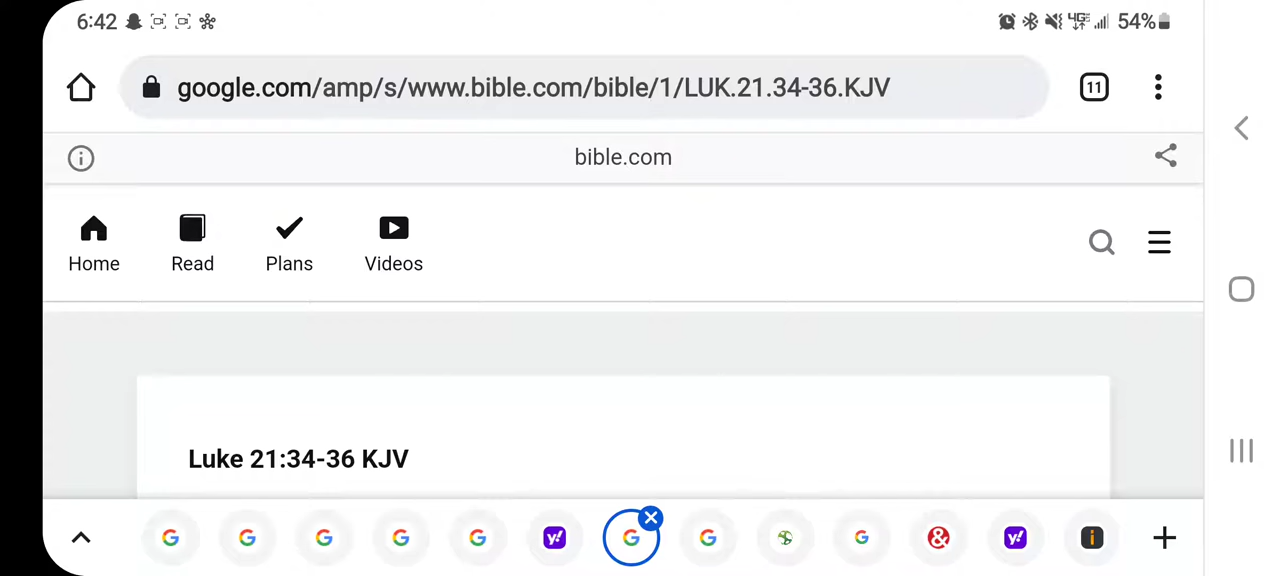 6:42 54%
google.com/amp/s/www.bible.com/bible/1/LUK.21.34-36.KJV 11
bible.com
Home Read Plans Videos
Luke 21:34-36 KJV